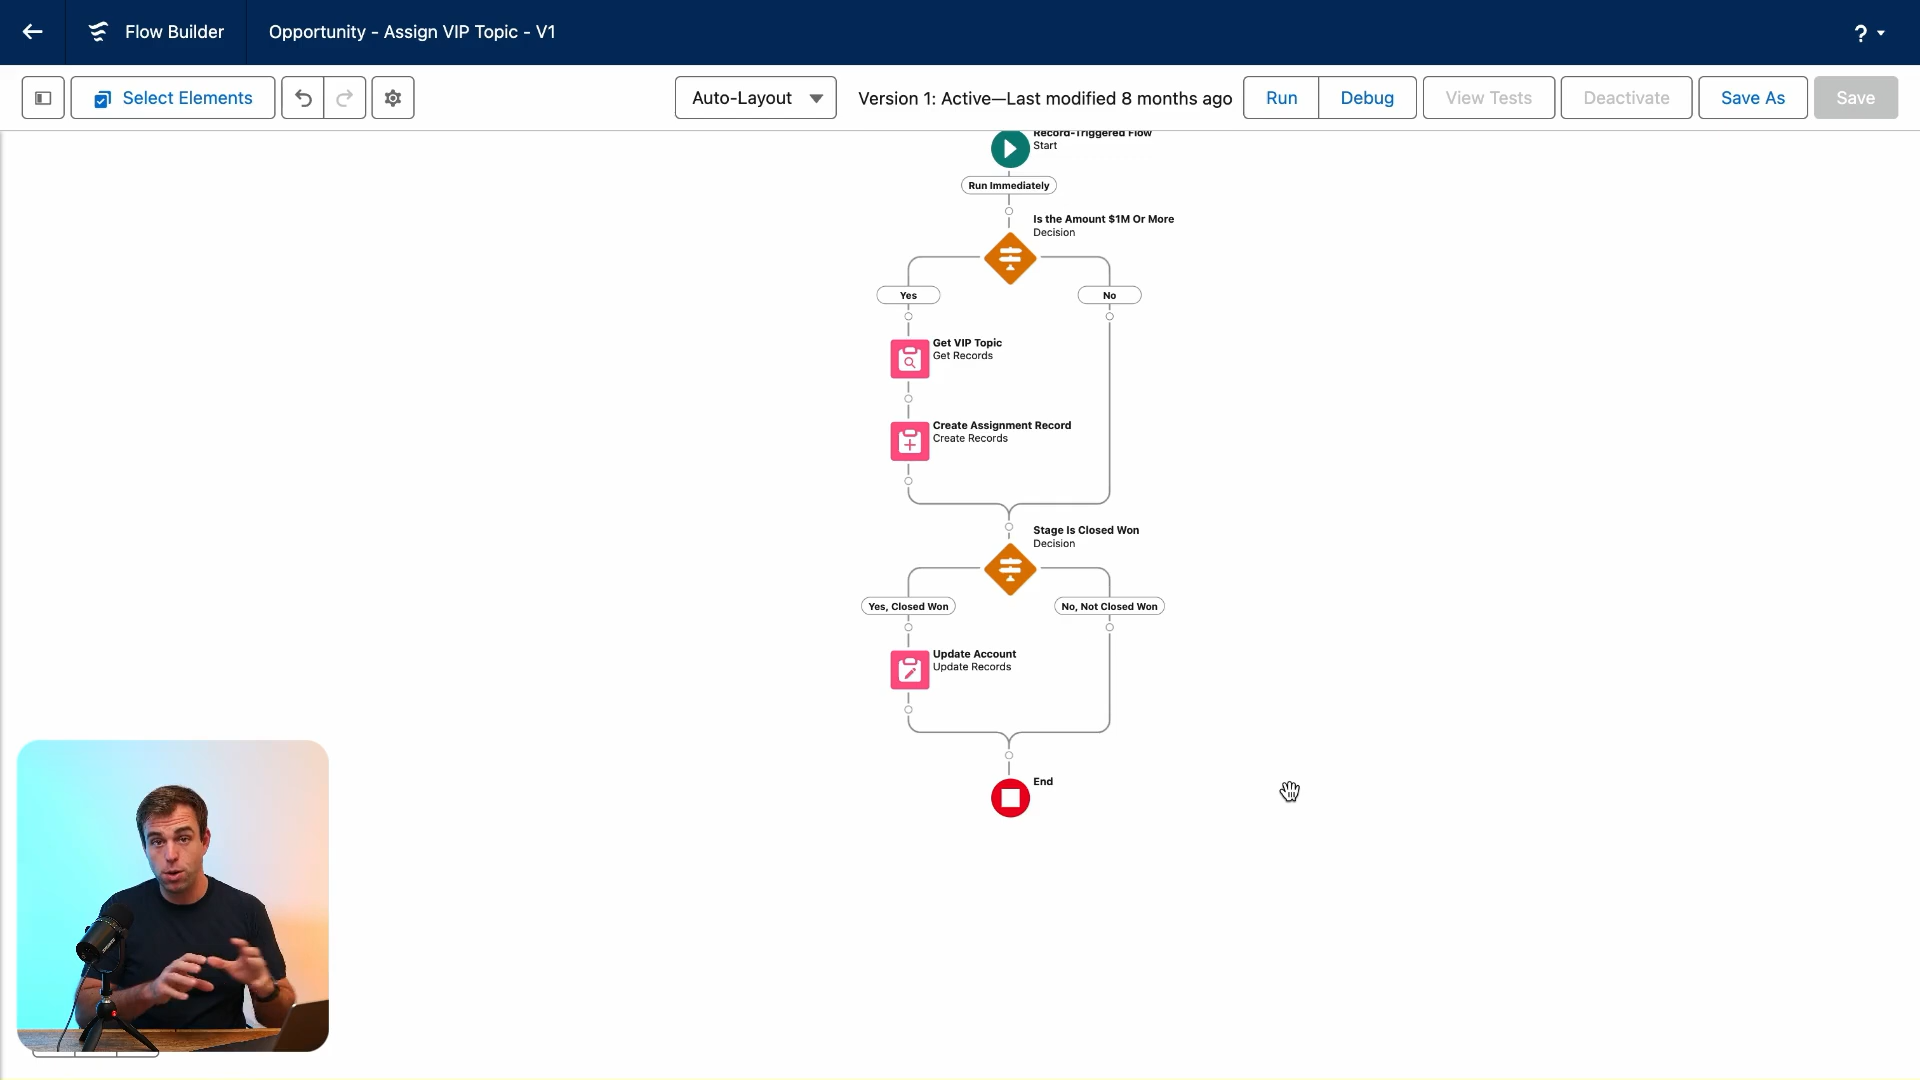 Flow Builder
Opportunity - Assign VIP Topic - V1
?
Select Elements
Auto-Layout
Version 1: Active—Last modified 8 months ago
Run
Debug
View Tests
Deactivate
Save As
Save
Record-Triggered Flow
Start
Run Immediately
Is the Amount $1M Or More
Decision
Yes
No
Get VIP Topic
Get Records
Create Assignment Record
Create Records
Stage Is Closed Won
Decision
Yes, Closed Won
No, Not Closed Won
Update Account
Update Records
End